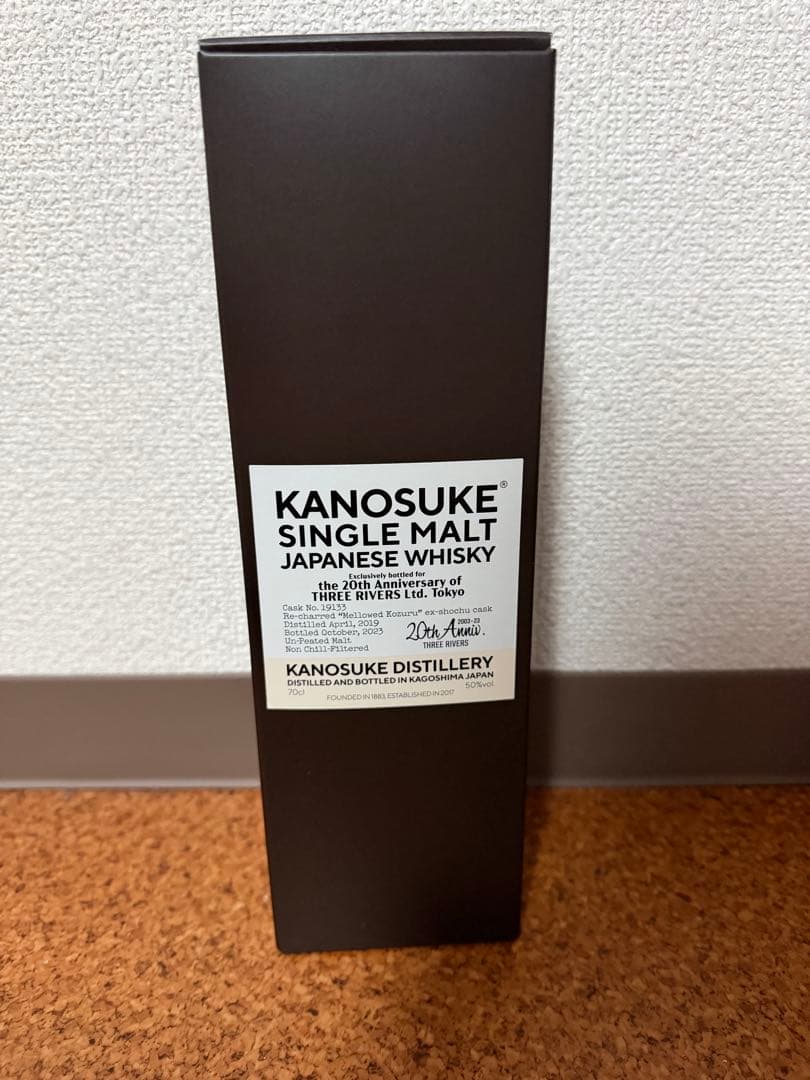 KANOSUKE®
SINGLE MALT
JAPANESE WHISKY
Exclusively bottled for
the 20th Anniversary of
THREE RIVERS Ltd. Tokyo
Cask No. 19133
Re-charred "Mellowed Kozuru" ex-shochu cask
Distilled April, 2019
Bottled October, 2023
Un-Peated Malt
Non Chill-Filtered
2003-23
20th Anniv.
THREE RIVERS
KANOSUKE DISTILLERY
DISTILLED AND BOTTLED IN KAGOSHIMA JAPAN
70cl
50%vol.
FOUNDED IN 1883, ESTABLISHED IN 2017